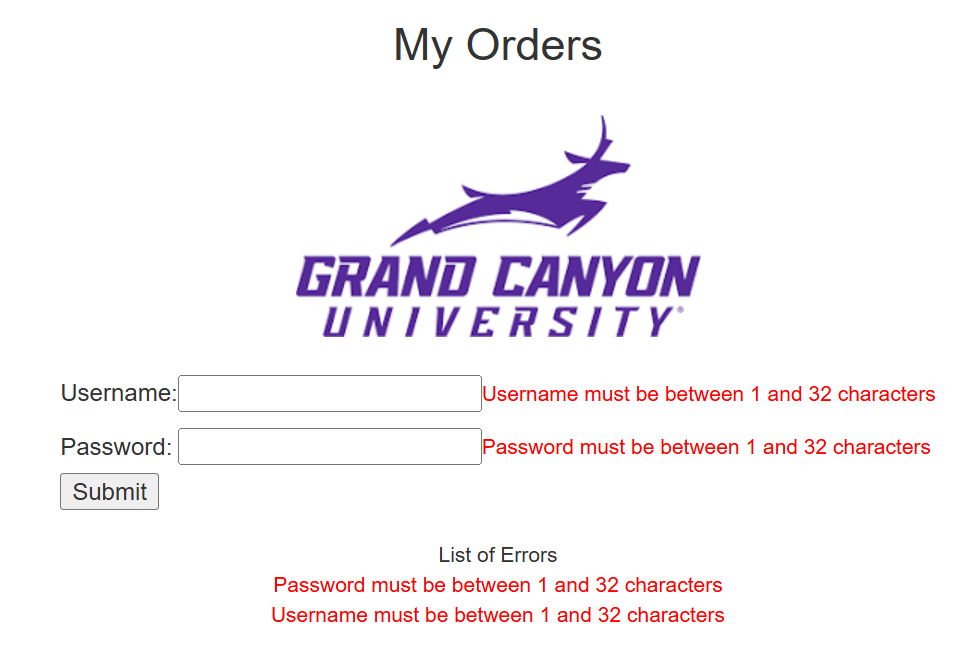 My Orders
GRAND CANYON
UNIVERSITY®
Username: Username must be between 1 and 32 characters
Password: Password must be between 1 and 32 characters
Submit
List of Errors
Password must be between 1 and 32 characters
Username must be between 1 and 32 characters